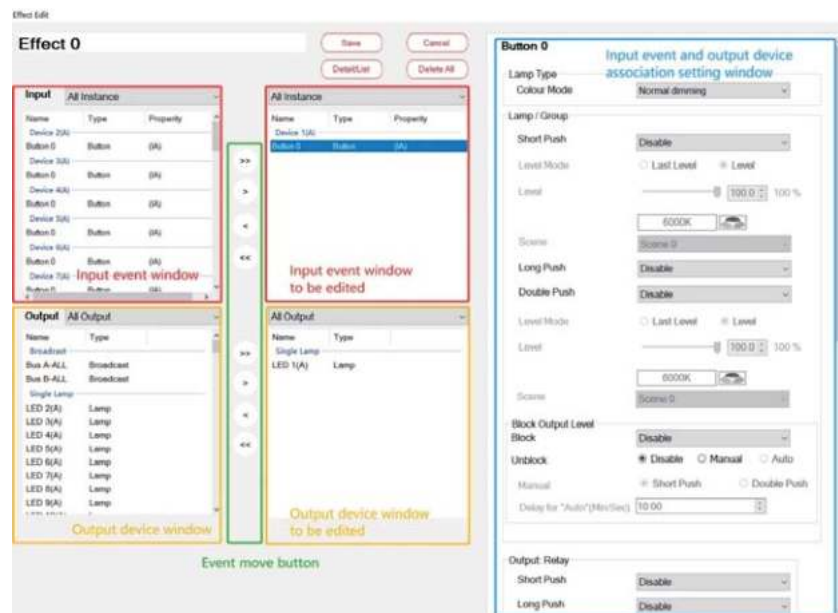 Effect Edit
Effect 0
Save
Cancel
Detail/List
Delete All
Input All Instance
Name Type Property
Device 2(A)
Button 0 Button (IA)
Device 3(A)
Button 0 Button (IA)
Device 4(A)
Button 0 Button (IA)
Device 5(A)
Button 0 Button (IA)
Device 6(A)
Button 0 Button (IA)
Device 7(A)
Input event window
Button 0 Button (IA)
All Instance
Name Type Property
Device 1(A)
Button 0 Button (IA)
Input event window
to be edited
>>
>
<
<<
Output All Output
Name Type
Broadcast
Bus A-ALL Broadcast
Bus B-ALL Broadcast
Single Lamp
LED 2(A) Lamp
LED 3(A) Lamp
LED 4(A) Lamp
LED 5(A) Lamp
LED 6(A) Lamp
LED 7(A) Lamp
LED 8(A) Lamp
LED 9(A) Lamp
Output device window
All Output
Name Type
Single Lamp
LED 1(A) Lamp
Output device window
to be edited
>>
>
<
<<
Event move button
Button 0
Input event and output device
association setting window
Lamp Type
Colour Mode Normal dimming
Lamp / Group
Short Push Disable
Level Mode Last Level Level
Level 100.0 100 %
6000K
Scene Scene 0
Long Push Disable
Double Push Disable
Level Mode Last Level Level
Level 100.0 100 %
6000K
Scene Scene 0
Block Output Level
Block Disable
Unblock Disable Manual Auto
Manual Short Push Double Push
Delay for "Auto"(Min/Sec) 10:00
Output: Relay
Short Push Disable
Long Push Disable